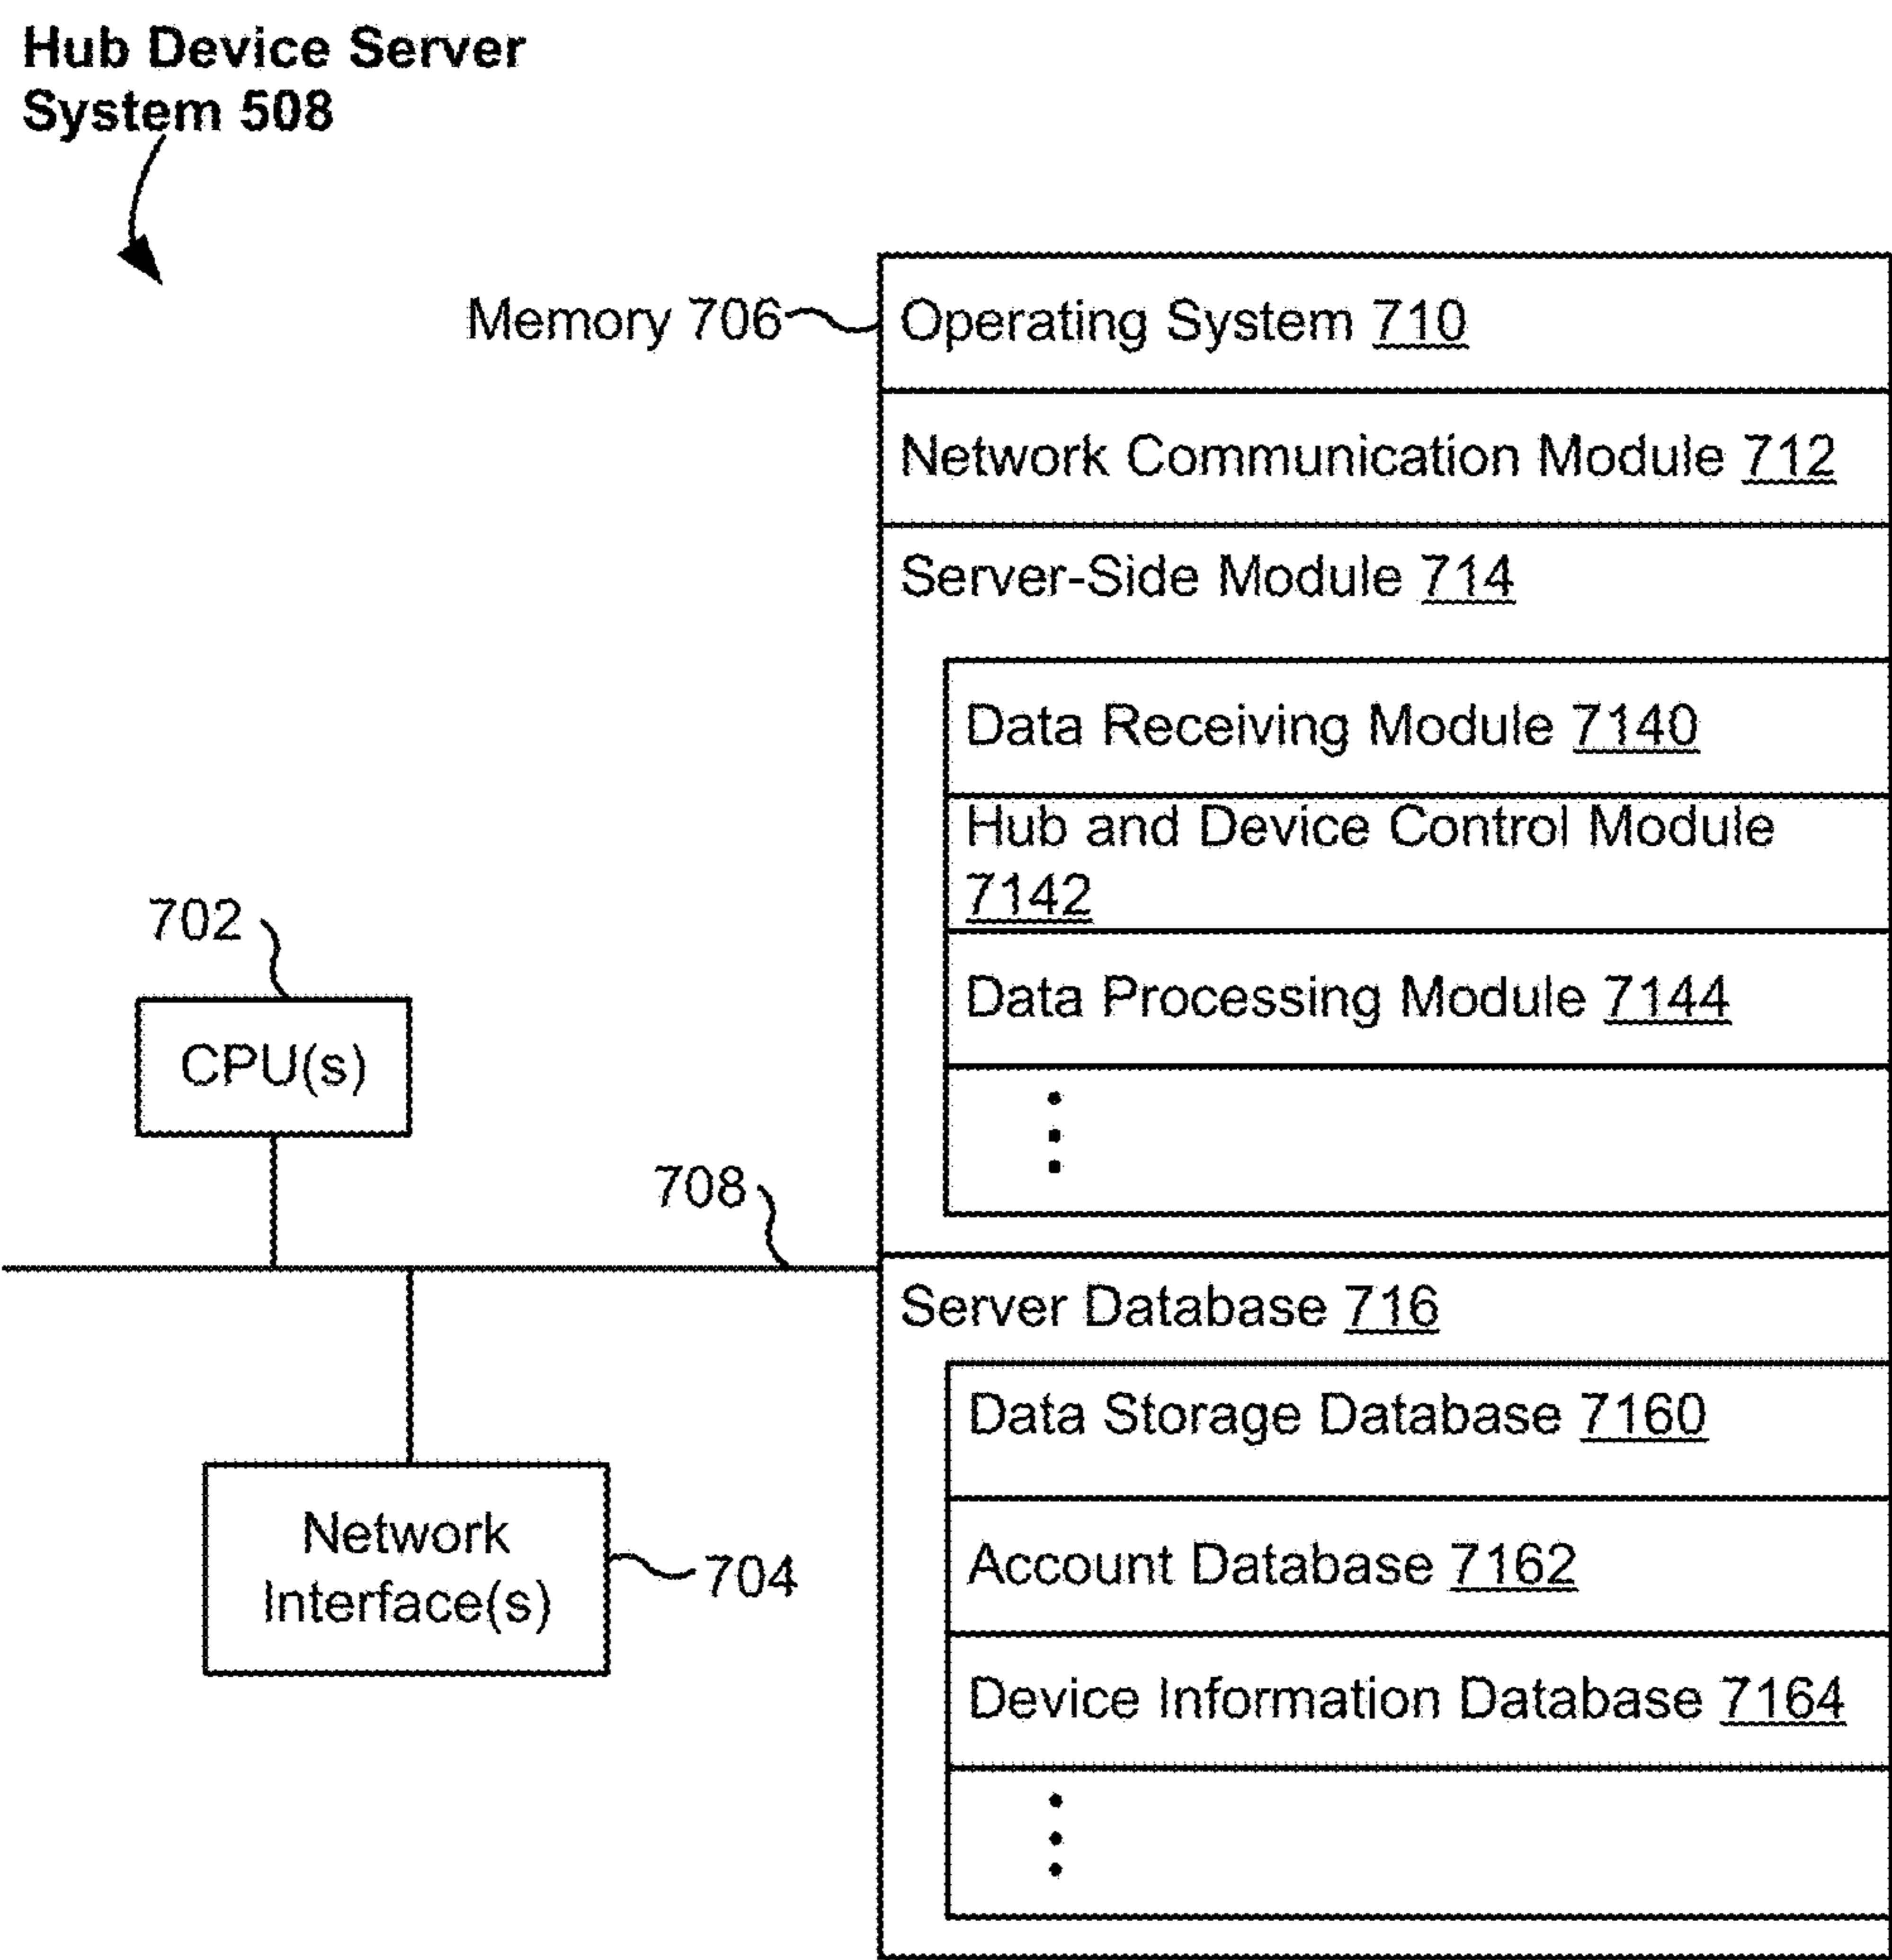 Hub Device Server
System 508
Memory 706
Operating System 710
Network Communication Module 712
Server-Side Module 714
Data Receiving Module 7140
Hub and Device Control Module
7142
Data Processing Module 7144
702
CPU(s)
708
Server Database 716
Data Storage Database 7160
Network
Interface(s)
704
Account Database 7162
Device Information Database 7164